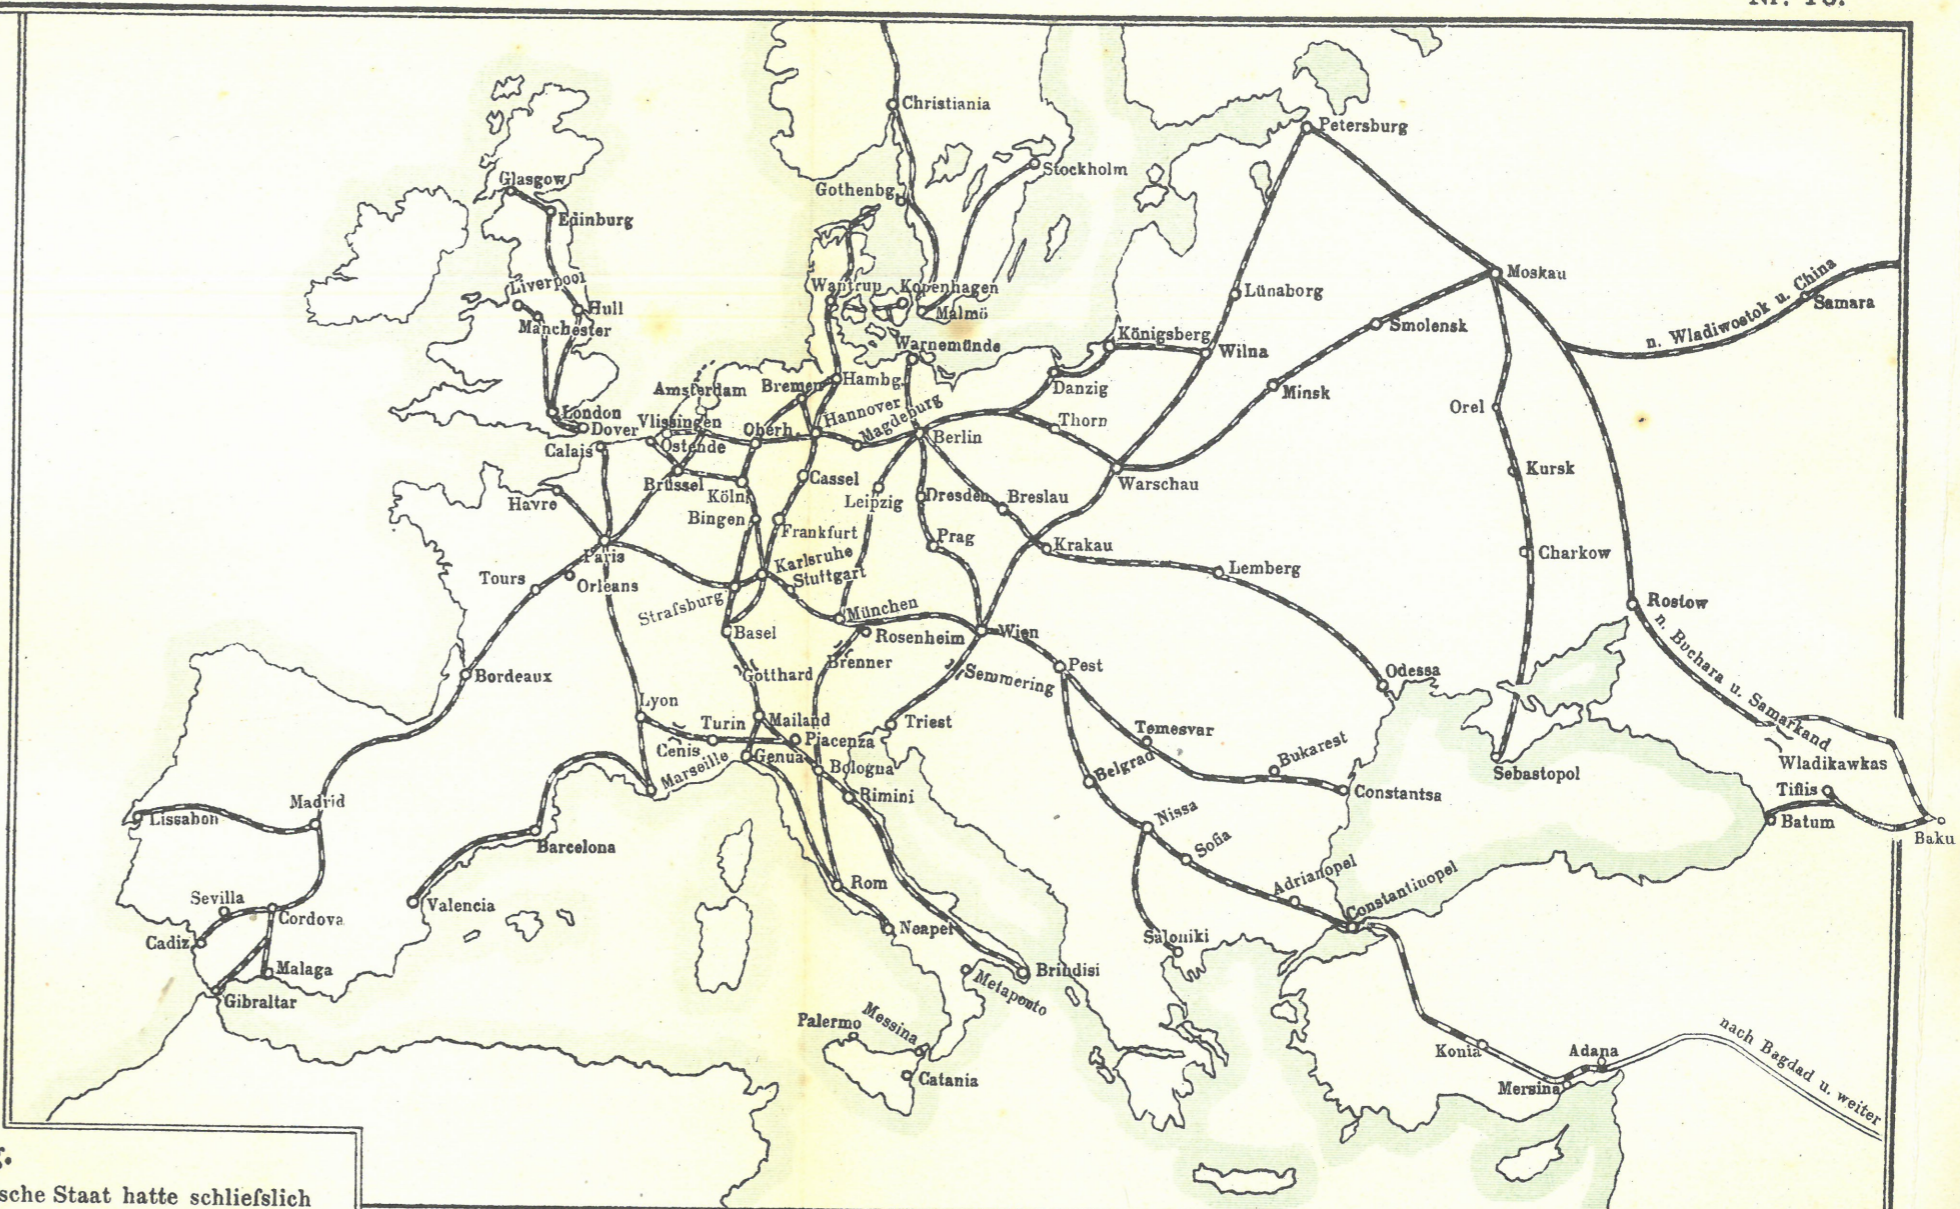 Nr. 16.
Christiania
Petersburg
Stockholm
Glasgow
Gothenbg.
Edinburg
Moskau
n. Wladiwostok u. China
Samara
Liverpool
Wamrup
Kopenhagen
Lünaborg
Hull
Malmö
Manchester
Smolensk
Königsberg
Warnemünde
Wilna
Hambg.
Amsterdam
Bremen
Danzig
Minsk
London
Hannover
Magdeburg
Orel
Dover
Vlissingen
Oberh.
Thorn
Berlin
Calais
Ostende
Kursk
Brüssel
Cassel
Warschau
Köln
Leipzig
Dresden
Breslau
Havre
Bingen
Frankfurt
Prag
Krakau
Charkow
Paris
Karlsruhe
Lemberg
Tours
Orleans
Stuttgart
Strafsburg
München
Rostow
Basel
Rosenheim
Wien
n. Buchara u. Samarkand
Brenner
Pest
Gotthard
Semmering
Odessa
Bordeaux
Lyon
Turin
Mailand
Triest
Temesvar
Cenis
Piacenza
Bukarest
Wladikawkas
Genua
Bologna
Belgrad
Sebastopol
Marseille
Rimini
Constantsa
Tiflis
Madrid
Lissabon
Nissa
Batum
Baku
Barcelona
Sofia
Rom
Adrianopel
Constantinopel
Sevilla
Valencia
Cordova
Neapel
Cadiz
Saloniki
Malaga
Brindisi
Gibraltar
Metaponto
Palermo
Messina
nach Bagdad u. weiter
Konia
Adana
Catania
Mersina
sche Staat hatte schliefslich